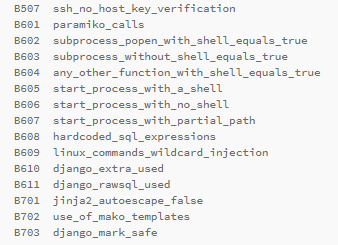 B507 ssh_no_host_key_verification
B601 paramiko_calls
B602 subprocess_popen_with_shell_equals_true
B603 subprocess_without_shell_equals_true
B604 any_other_function_with_shell_equals_true
B605 start_process_with_a_shell
B606 start_process_with_no_shell
B607 start_process_with_partial_path
B608 hardcoded_sql_expressions
B609 linux_commands_wildcard_injection
B610 django_extra_used
B611 django_rawsql_used
B701 jinja2_autoescape_false
B702 use_of_mako_templates
B703 django_mark_safe